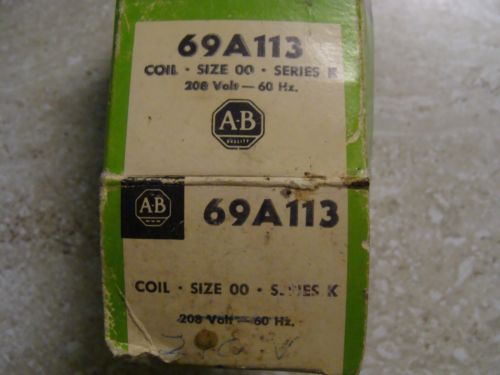 69A113
COIL · SIZE 00 · SERIES K
208 Volt — 60 Hz.
A-B
QUALITY
A-B
69A113
COIL · SIZE 00 · SERIES K
208 Volt — 60 Hz.